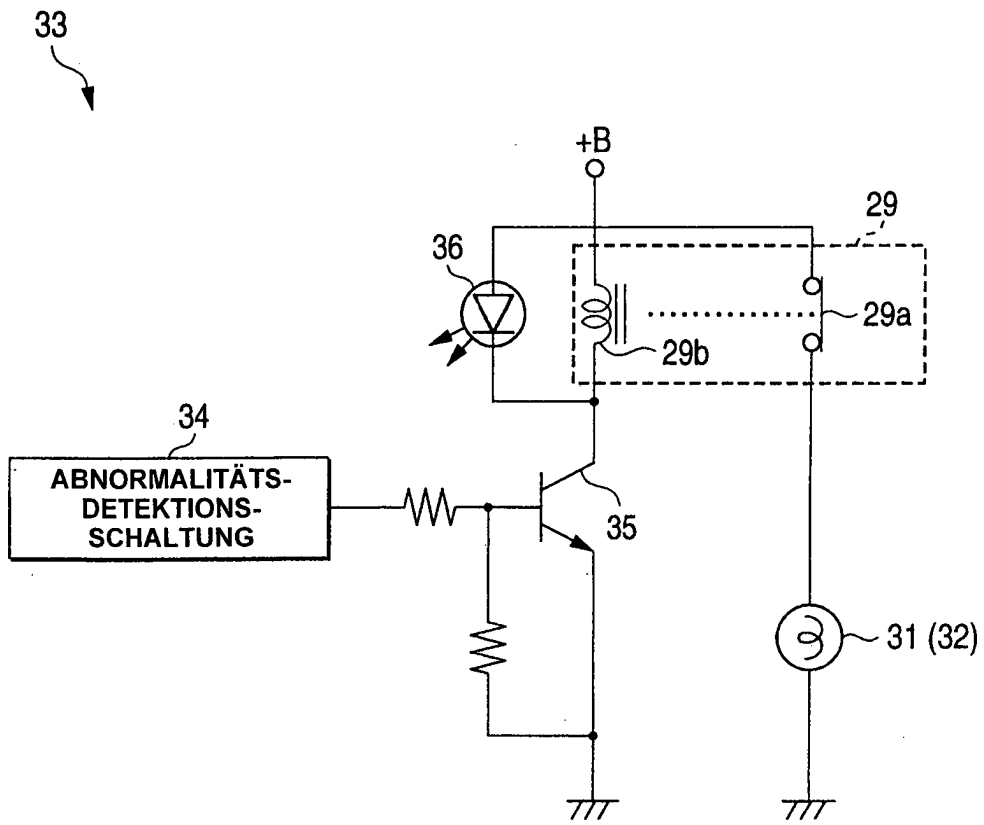 33
+B
29
36
29a
29b
34
ABNORMALITÄTS-
DETEKTIONS-
SCHALTUNG
35
31 (32)